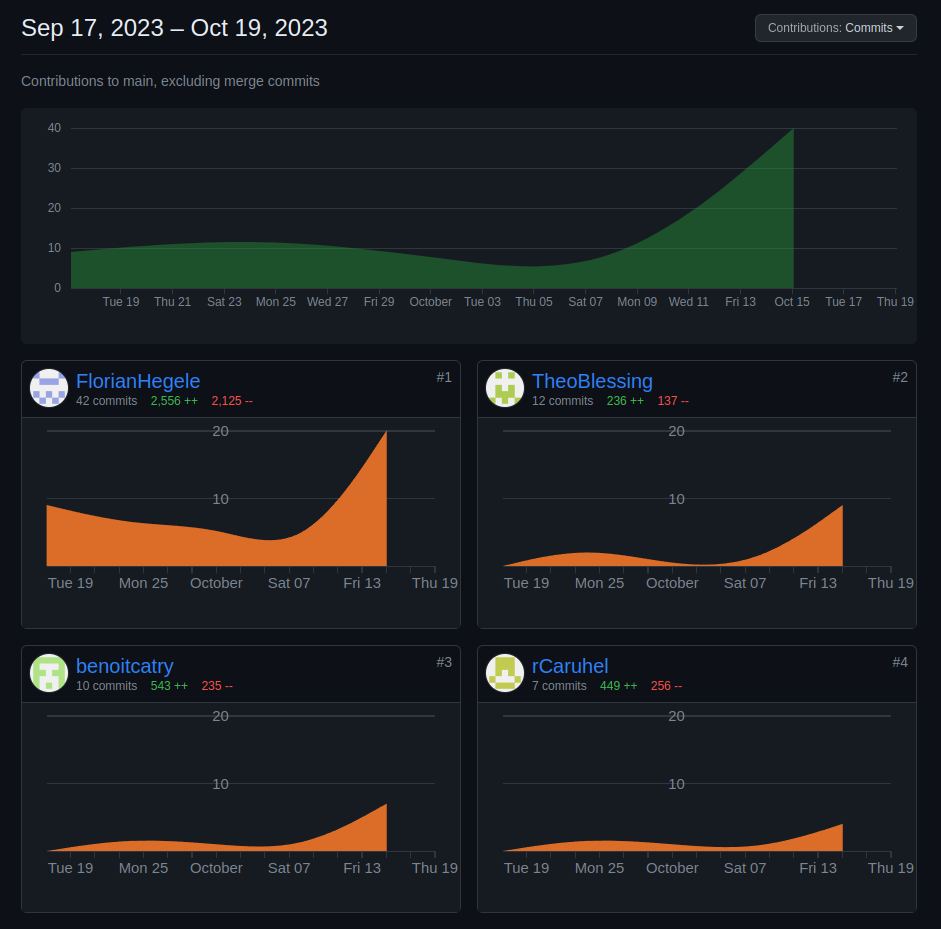 Sep 17, 2023 – Oct 19, 2023
Contributions: Commits
Contributions to main, excluding merge commits
40
30
20
10
0
Tue 19 Thu 21 Sat 23 Mon 25 Wed 27 Fri 29 October Tue 03 Thu 05 Sat 07 Mon 09 Wed 11 Fri 13 Oct 15 Tue 17 Thu 19
FlorianHegele #1
42 commits 2,556 ++ 2,125 --
20
10
Tue 19 Mon 25 October Sat 07 Fri 13 Thu 19
TheoBlessing #2
12 commits 236 ++ 137 --
20
10
Tue 19 Mon 25 October Sat 07 Fri 13 Thu 19
benoitcatry #3
10 commits 543 ++ 235 --
20
10
Tue 19 Mon 25 October Sat 07 Fri 13 Thu 19
rCaruhel #4
7 commits 449 ++ 256 --
20
10
Tue 19 Mon 25 October Sat 07 Fri 13 Thu 19